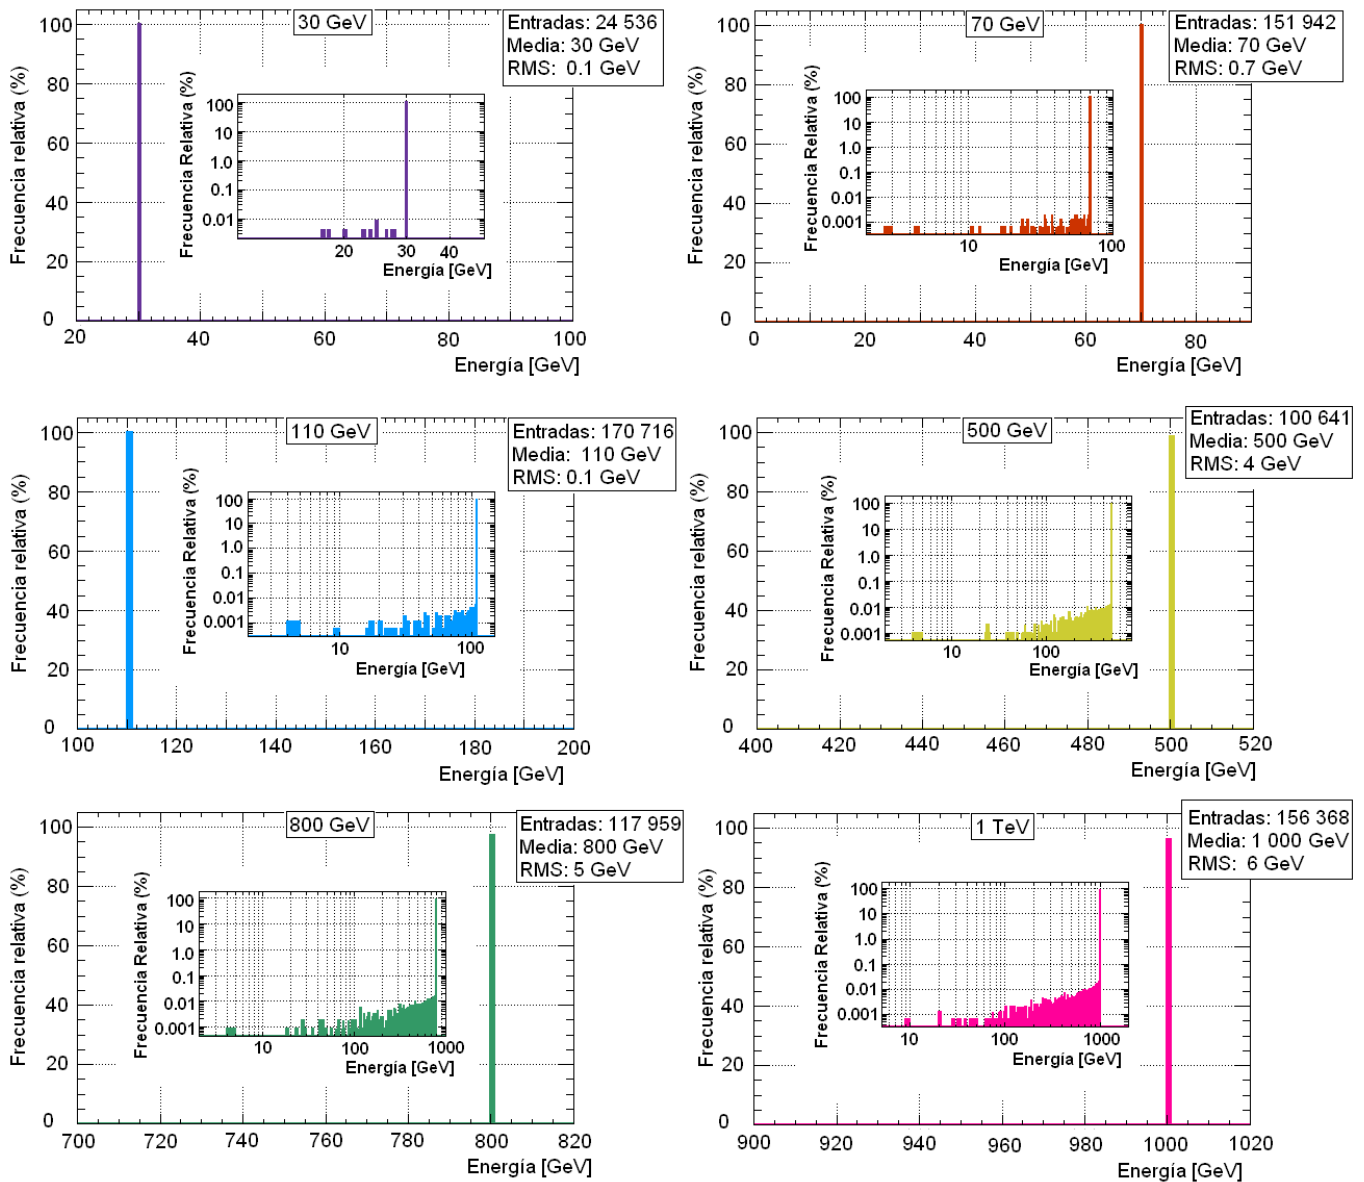 30 GeV
Entradas: 24 536
Media: 30 GeV
RMS: 0.1 GeV
Frecuencia relativa (%)
100
80
60
40
20
0
20 40 60 80 100
Energía [GeV]
Frecuencia Relativa (%)
100
10
1.0
0.1
0.01
20 30 40
Energía [GeV]
70 GeV
Entradas: 151 942
Media: 70 GeV
RMS: 0.7 GeV
Frecuencia relativa (%)
100
80
60
40
20
0
0 20 40 60 80
Energía [GeV]
Frecuencia Relativa (%)
100
10
1.0
0.1
0.01
0.001
10 100
Energía [GeV]
110 GeV
Entradas: 170 716
Media: 110 GeV
RMS: 0.1 GeV
Frecuencia relativa (%)
100
80
60
40
20
0
100 120 140 160 180 200
Energía [GeV]
Frecuencia Relativa (%)
100
10
1.0
0.1
0.01
0.001
10 100
Energía [GeV]
500 GeV
Entradas: 100 641
Media: 500 GeV
RMS: 4 GeV
Frecuencia relativa (%)
100
80
60
40
20
0
400 420 440 460 480 500 520
Energía [GeV]
Frecuencia Relativa (%)
100
10
1.0
0.1
0.01
0.001
10 100
Energía [GeV]
800 GeV
Entradas: 117 959
Media: 800 GeV
RMS: 5 GeV
Frecuencia relativa (%)
100
80
60
40
20
0
700 720 740 760 780 800 820
Energía [GeV]
Frecuencia Relativa (%)
100
10
1.0
0.1
0.01
0.001
10 100 1000
Energía [GeV]
1 TeV
Entradas: 156 368
Media: 1 000 GeV
RMS: 6 GeV
Frecuencia relativa (%)
100
80
60
40
20
0
900 920 940 960 980 1000 1020
Energía [GeV]
Frecuencia Relativa (%)
100
10
1.0
0.1
0.01
0.001
10 100 1000
Energía [GeV]